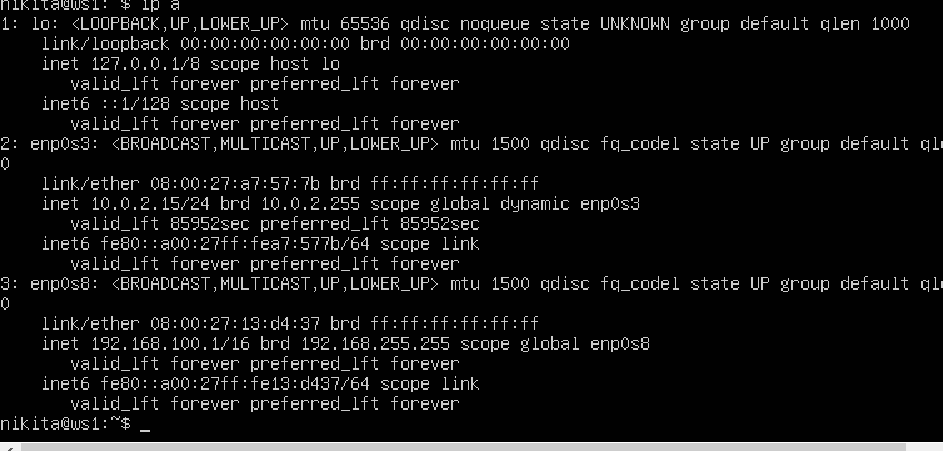 nikita@ws1:~$ ip a
1: lo: <LOOPBACK,UP,LOWER_UP> mtu 65536 qdisc noqueue state UNKNOWN group default qlen 1000
    link/loopback 00:00:00:00:00:00 brd 00:00:00:00:00:00
    inet 127.0.0.1/8 scope host lo
       valid_lft forever preferred_lft forever
    inet6 ::1/128 scope host
       valid_lft forever preferred_lft forever
2: enp0s3: <BROADCAST,MULTICAST,UP,LOWER_UP> mtu 1500 qdisc fq_codel state UP group default qle
0
    link/ether 08:00:27:a7:57:7b brd ff:ff:ff:ff:ff:ff
    inet 10.0.2.15/24 brd 10.0.2.255 scope global dynamic enp0s3
       valid_lft 85952sec preferred_lft 85952sec
    inet6 fe80::a00:27ff:fea7:577b/64 scope link
       valid_lft forever preferred_lft forever
3: enp0s8: <BROADCAST,MULTICAST,UP,LOWER_UP> mtu 1500 qdisc fq_codel state UP group default qle
0
    link/ether 08:00:27:13:d4:37 brd ff:ff:ff:ff:ff:ff
    inet 192.168.100.1/16 brd 192.168.255.255 scope global enp0s8
       valid_lft forever preferred_lft forever
    inet6 fe80::a00:27ff:fe13:d437/64 scope link
       valid_lft forever preferred_lft forever
nikita@ws1:~$ _